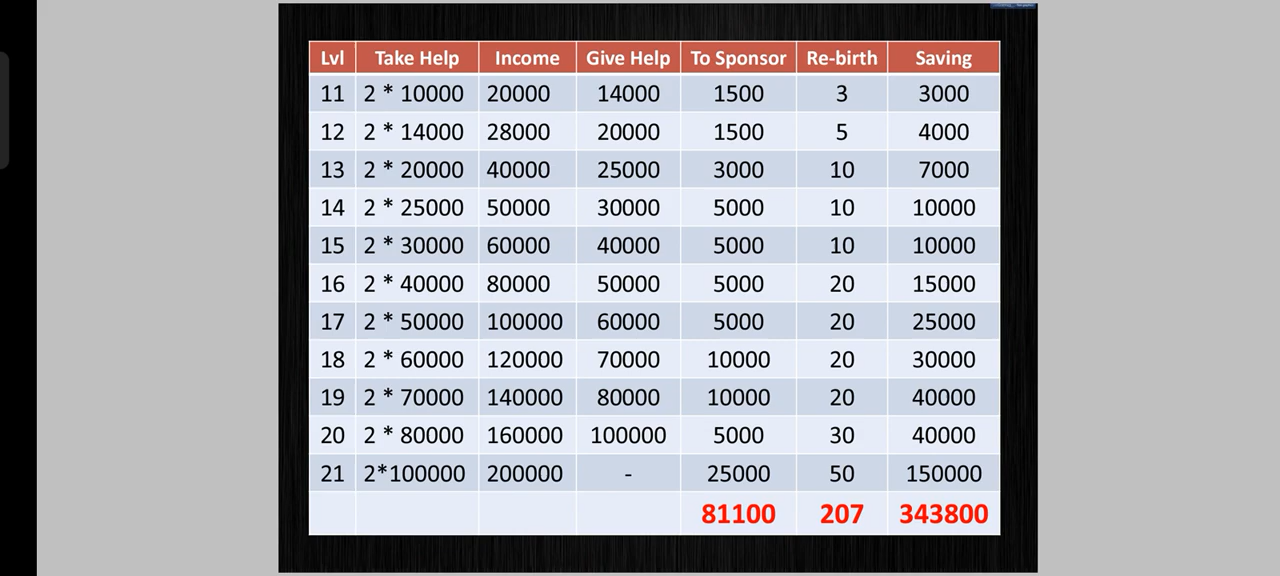 Lvl Take Help Income Give Help To Sponsor Re-birth Saving
11 2 * 10000 20000 14000 1500 3 3000
12 2 * 14000 28000 20000 1500 5 4000
13 2 * 20000 40000 25000 3000 10 7000
14 2 * 25000 50000 30000 5000 10 10000
15 2 * 30000 60000 40000 5000 10 10000
16 2 * 40000 80000 50000 5000 20 15000
17 2 * 50000 100000 60000 5000 20 25000
18 2 * 60000 120000 70000 10000 20 30000
19 2 * 70000 140000 80000 10000 20 40000
20 2 * 80000 160000 100000 5000 30 40000
21 2*100000 200000 - 25000 50 150000
81100 207 343800